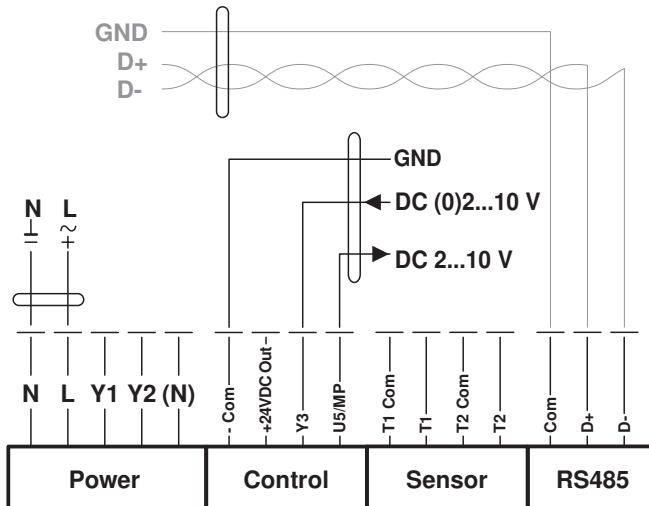 GND
D+
D-
GND
DC (0)2...10 V
DC 2...10 V
N L
N L Y1 Y2 (N)
- Com
+24VDC Out
Y3
U5/MP
T1 Com
T1
T2 Com
T2
Com
D+
D-
Power Control Sensor RS485